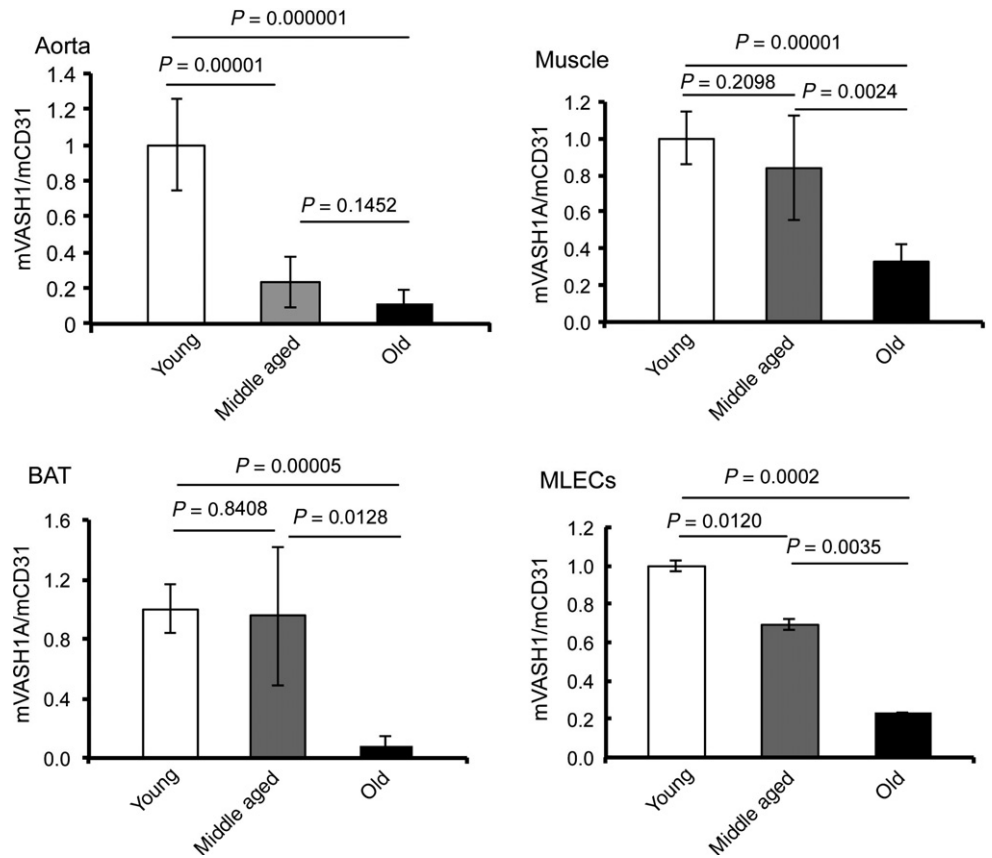 Aorta
P = 0.000001
P = 0.00001
P = 0.1452
mVASH1/mCD31
1.4
1.2
1
0.8
0.6
0.4
0.2
0
Young
Middle aged
Old
Muscle
P = 0.00001
P = 0.2098
P = 0.0024
mVASH1A/mCD31
1.2
1.0
0.8
0.6
0.4
0.2
0.0
Young
Middle aged
Old
BAT
P = 0.00005
P = 0.8408
P = 0.0128
mVASH1A/mCD31
1.6
1.2
0.8
0.4
0.0
Young
Middle aged
Old
MLECs
P = 0.0002
P = 0.0120
P = 0.0035
mVASH1/mCD31
1.2
1.0
0.8
0.6
0.4
0.2
0.0
Young
Middle aged
Old